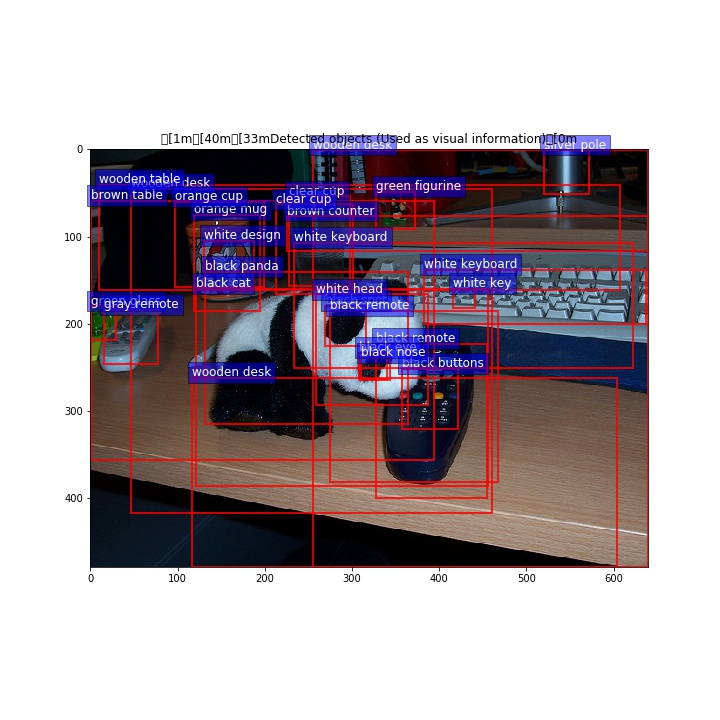 [1m[40m[33mDetected objects (Used as visual information)[0m
wooden desk
silver pole
wooden table
wooden desk
green figurine
brown table
orange cup
clear cup
clear cup
orange mug
brown counter
white design
white keyboard
black panda
white keyboard
black cat
white key
white head
gray remote
black remote
black remote
black nose
black buttons
wooden desk
0
100
200
300
400
0
100
200
300
400
500
600